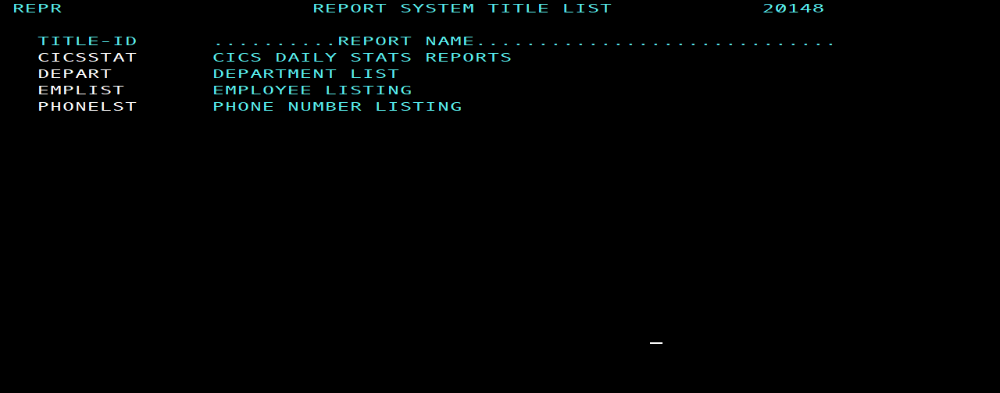 REPR REPORT SYSTEM TITLE LIST 20148
TITLE-ID ..........REPORT NAME.............................
CICSSTAT CICS DAILY STATS REPORTS
DEPART DEPARTMENT LIST
EMPLIST EMPLOYEE LISTING
PHONELST PHONE NUMBER LISTING